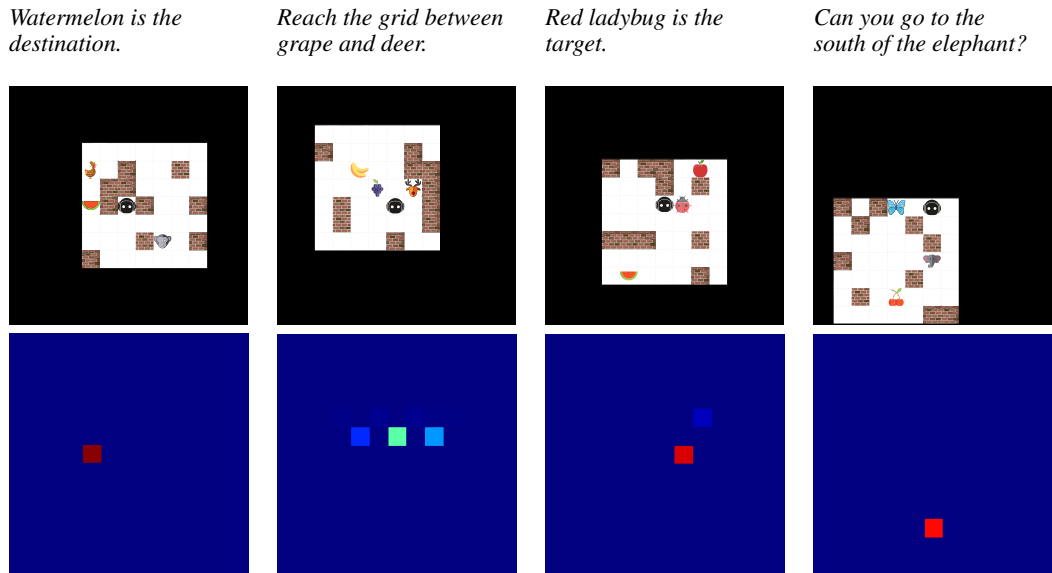 Watermelon is the
destination.
Reach the grid between
grape and deer.
Red ladybug is the
target.
Can you go to the
south of the elephant?